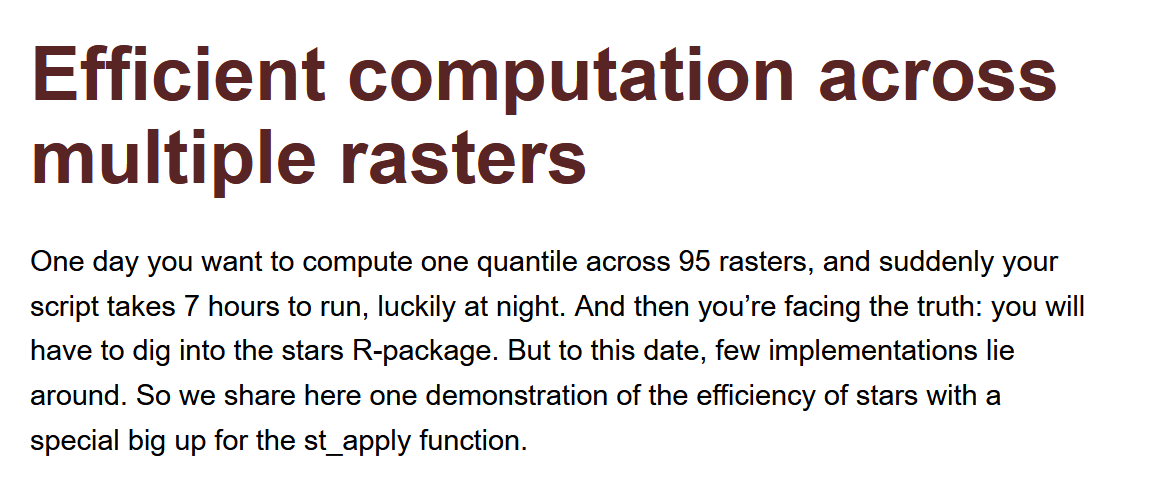 Efficient computation across
multiple rasters
One day you want to compute one quantile across 95 rasters, and suddenly your
script takes 7 hours to run, luckily at night. And then you’re facing the truth: you will
have to dig into the stars R-package. But to this date, few implementations lie
around. So we share here one demonstration of the efficiency of stars with a
special big up for the st_apply function.